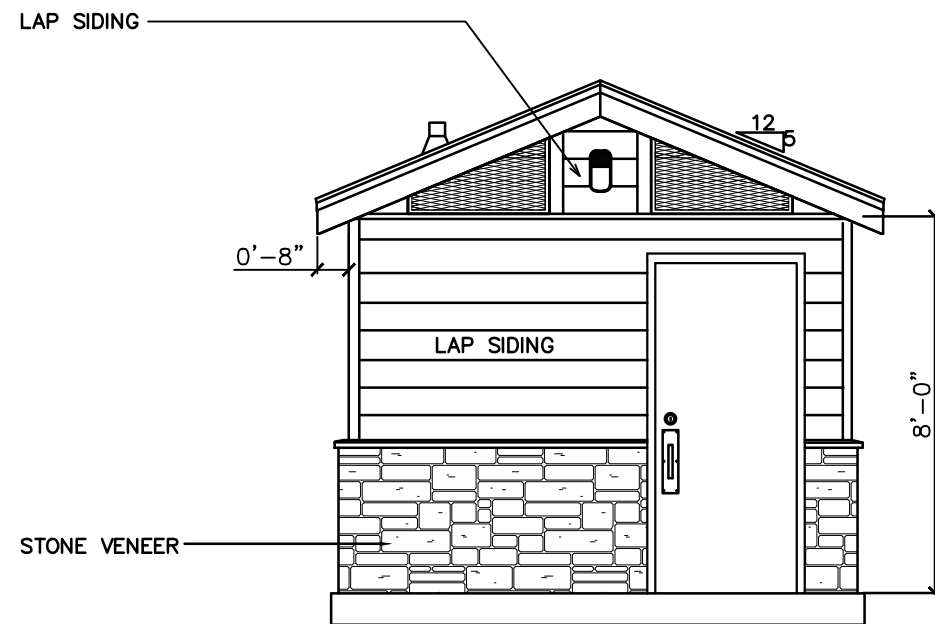 LAP SIDING
12
5
0'-8"
LAP SIDING
8'-0"
STONE VENEER